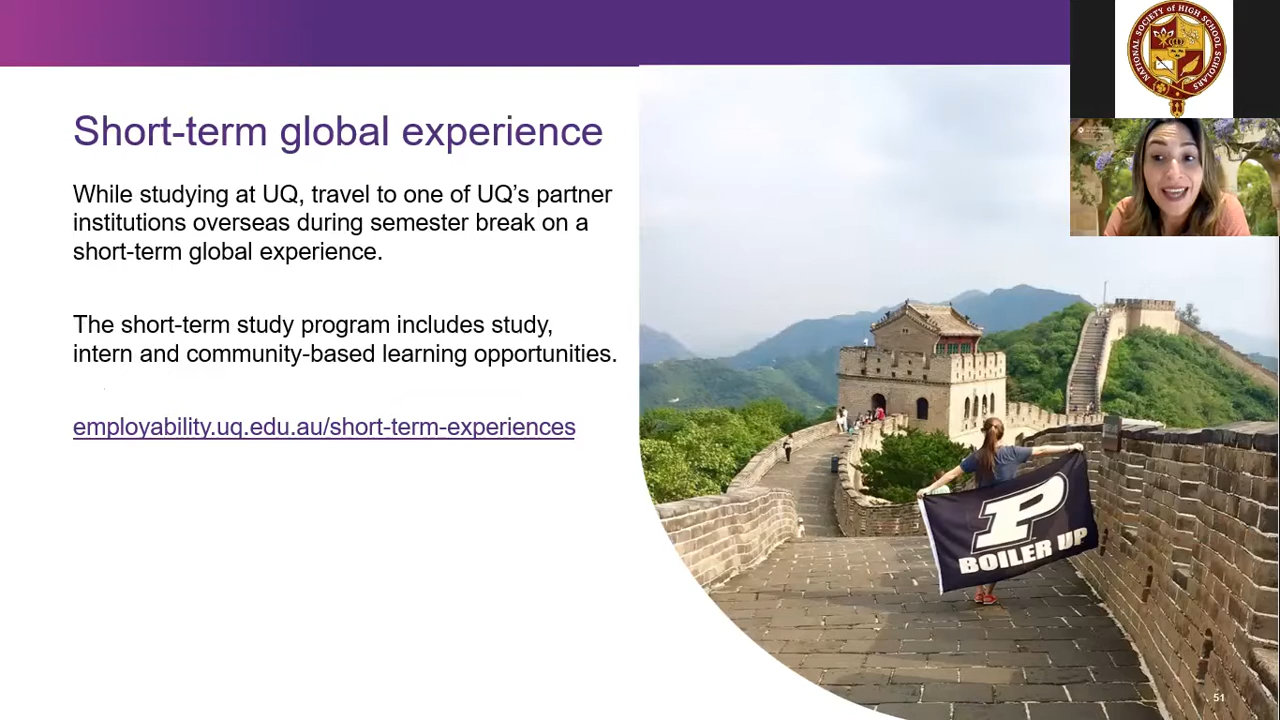 Short-term global experience
While studying at UQ, travel to one of UQ’s partner
institutions overseas during semester break on a
short-term global experience.
The short-term study program includes study,
intern and community-based learning opportunities.
employability.uq.edu.au/short-term-experiences
NATIONAL SOCIETY of HIGH SCHOOL SCHOLARS
P
BOILER UP
51